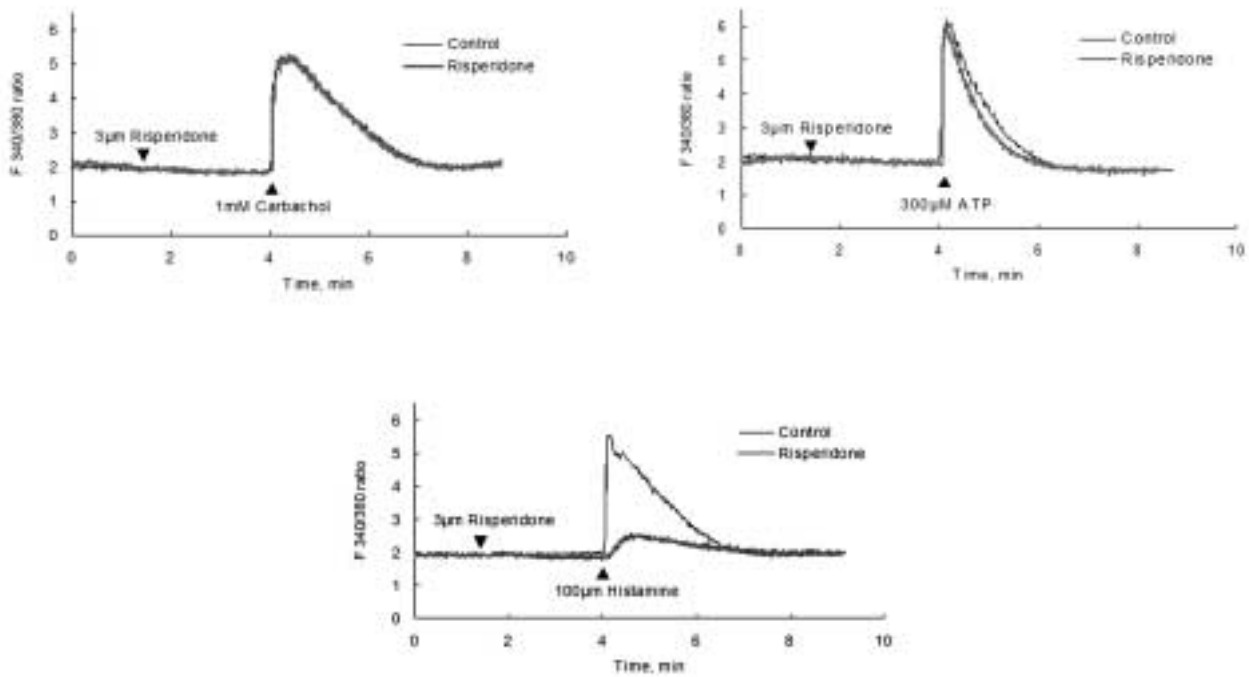 F 340/380 ratio
6
5
4
3
2
1
0
3µm Risperidone
1mM Carbachol
Control
Risperidone
0 2 4 6 8 10
Time, min
F 340/360 ratio
6
5
4
3
2
1
0
3µm Risperidone
300µM ATP
Control
Risperidone
0 2 4 6 8 10
Time, min
F 340/380 ratio
6
5
4
3
2
1
0
3µm Risperidone
100µm Histamine
Control
Risperidone
0 2 4 6 8 10
Time, min